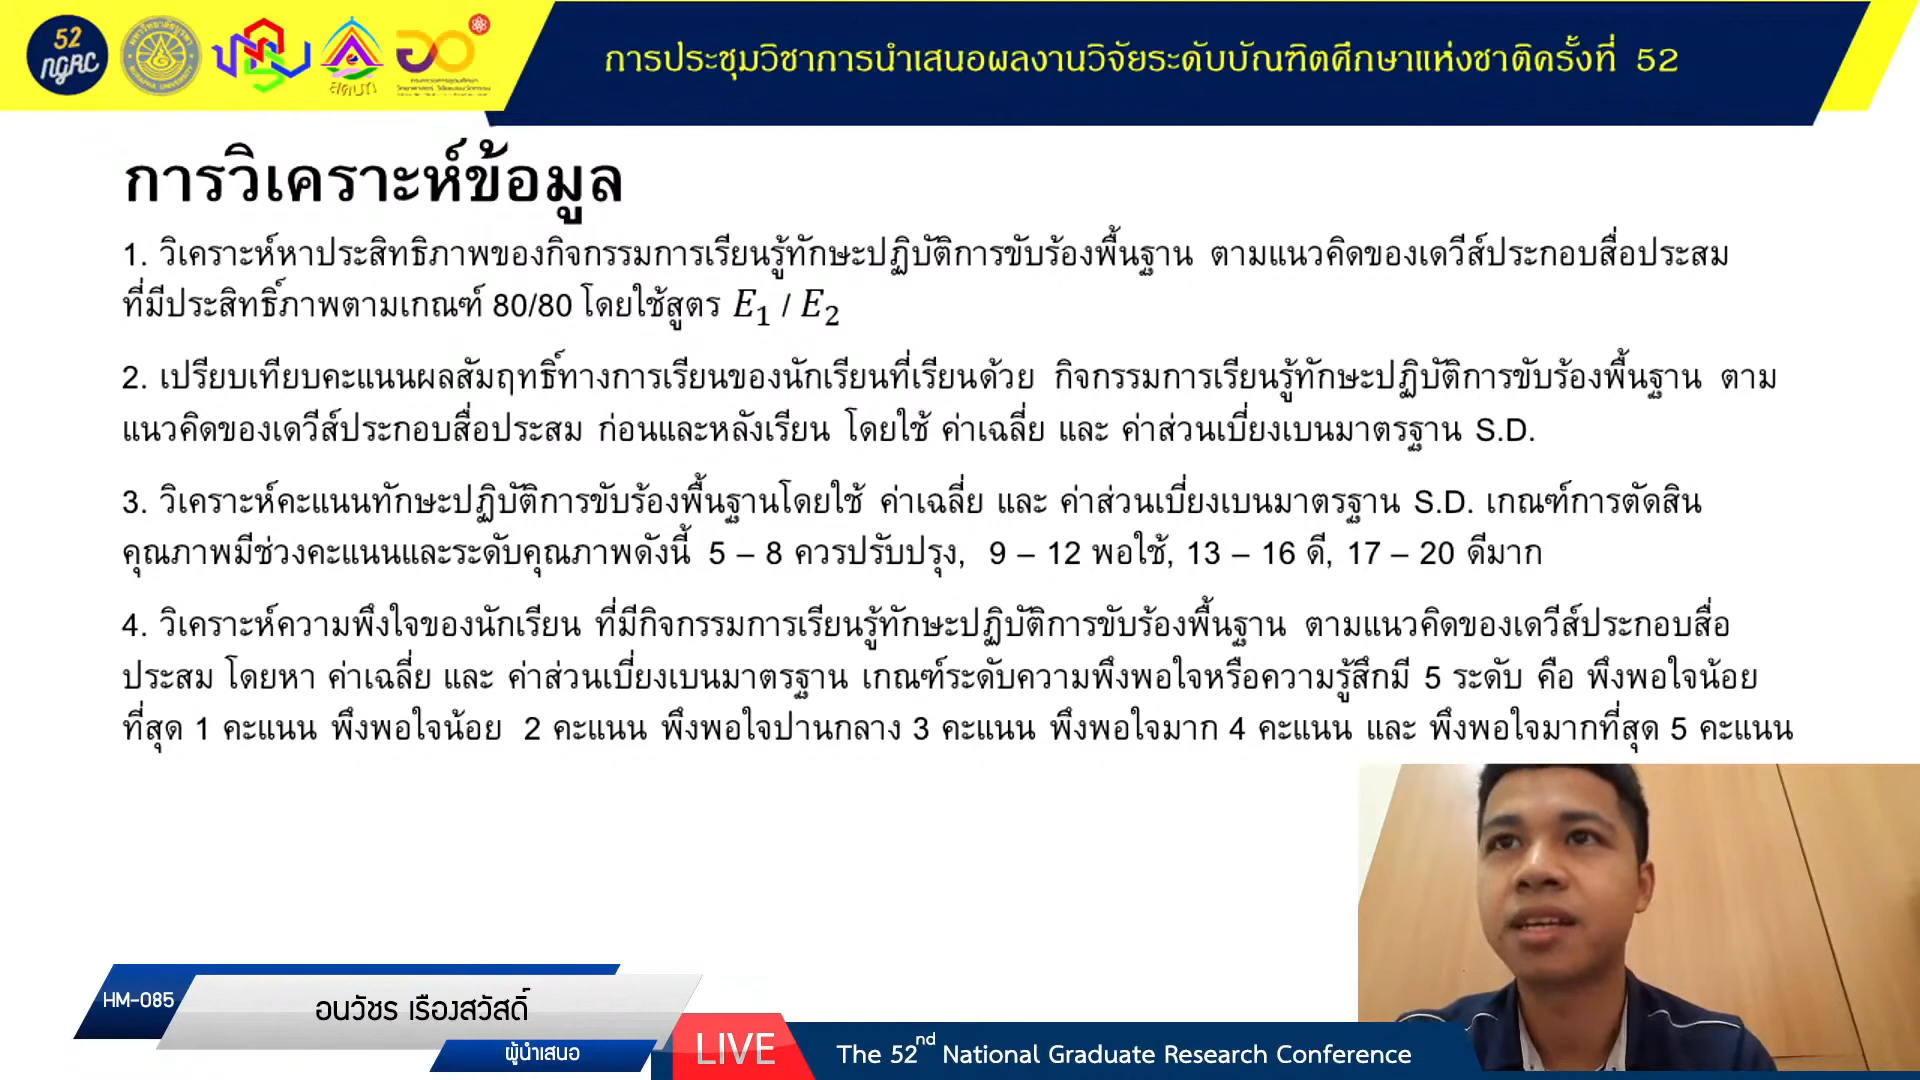 52
NGRC
การประชุมวิชาการนำเสนอผลงานวิจัยระดับบัณฑิตศึกษาแห่งชาติครั้งที่ 52
การวิเคราะห์ข้อมูล
1. วิเคราะห์หาประสิทธิภาพของกิจกรรมการเรียนรู้ทักษะปฏิบัติการขับร้องพื้นฐาน ตามแนวคิดของเดวีส์ประกอบสื่อประสม
ที่มีประสิทธิ์ภาพตามเกณฑ์ 80/80 โดยใช้สูตร E₁ / E₂
2. เปรียบเทียบคะแนนผลสัมฤทธิ์ทางการเรียนของนักเรียนที่เรียนด้วย กิจกรรมการเรียนรู้ทักษะปฏิบัติการขับร้องพื้นฐาน ตาม
แนวคิดของเดวีส์ประกอบสื่อประสม ก่อนและหลังเรียน โดยใช้ ค่าเฉลี่ย และ ค่าส่วนเบี่ยงเบนมาตรฐาน S.D.
3. วิเคราะห์คะแนนทักษะปฏิบัติการขับร้องพื้นฐานโดยใช้ ค่าเฉลี่ย และ ค่าส่วนเบี่ยงเบนมาตรฐาน S.D. เกณฑ์การตัดสิน
คุณภาพมีช่วงคะแนนและระดับคุณภาพดังนี้ 5 – 8 ควรปรับปรุง, 9 – 12 พอใช้, 13 – 16 ดี, 17 – 20 ดีมาก
4. วิเคราะห์ความพึงใจของนักเรียน ที่มีกิจกรรมการเรียนรู้ทักษะปฏิบัติการขับร้องพื้นฐาน ตามแนวคิดของเดวีส์ประกอบสื่อ
ประสม โดยหา ค่าเฉลี่ย และ ค่าส่วนเบี่ยงเบนมาตรฐาน เกณฑ์ระดับความพึงพอใจหรือความรู้สึกมี 5 ระดับ คือ พึงพอใจน้อย
ที่สุด 1 คะแนน พึงพอใจน้อย 2 คะแนน พึงพอใจปานกลาง 3 คะแนน พึงพอใจมาก 4 คะแนน และ พึงพอใจมากที่สุด 5 คะแนน
HM-085
อนวัชร เรืองสวัสดิ์
ผู้นำเสนอ
LIVE
The 52nd National Graduate Research Conference